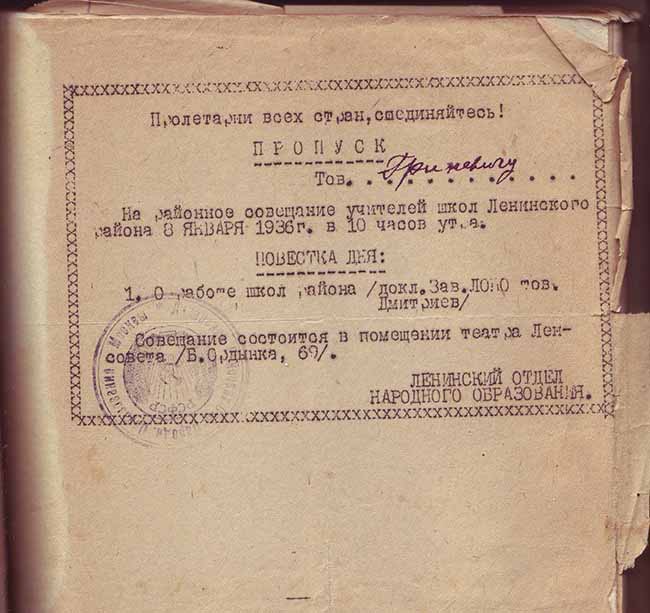 Пролетарии всех стран, соединяйтесь!
ПРОПУСК
Тов. Гриневичу
На районное совещание учителей школ Ленинского
района 8 ЯНВАРЯ 1936г. в 10 часов утра.
ПОВЕСТКА ДНЯ:
1. О работе школ района /докл.Зав.ЛОНО тов.
Дмитриев/
Совещание состоится в помещении театра Лен-
совета /Б.Ордынка, 69/.
ЛЕНИНСКИЙ ОТДЕЛ
НАРОДНОГО ОБРАЗОВАНИЯ.
РСФСР
Москвы